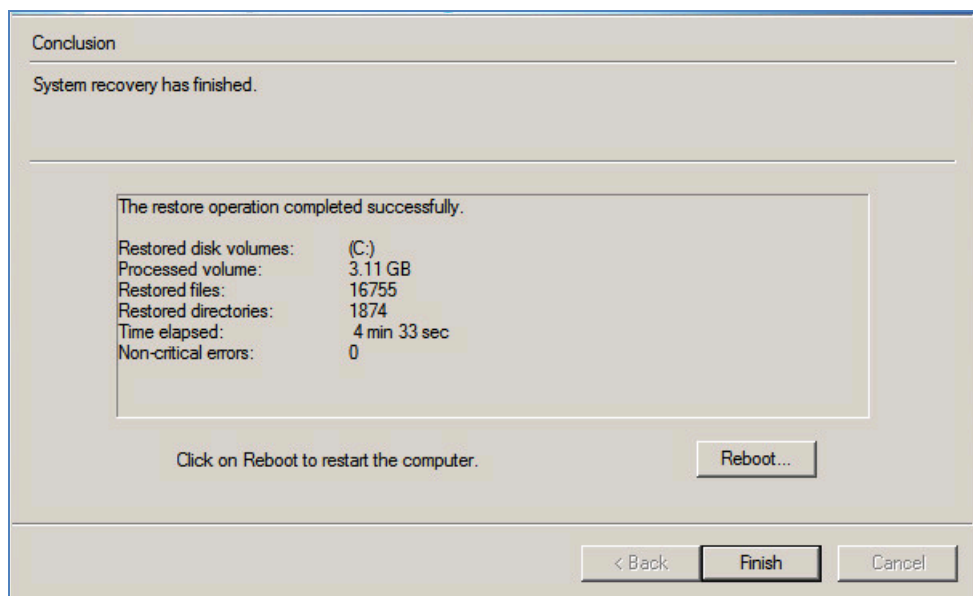 Conclusion
System recovery has finished.
The restore operation completed successfully.
Restored disk volumes: (C:)
Processed volume: 3.11 GB
Restored files: 16755
Restored directories: 1874
Time elapsed: 4 min 33 sec
Non-critical errors: 0
Click on Reboot to restart the computer.
Reboot...
< Back
Finish
Cancel